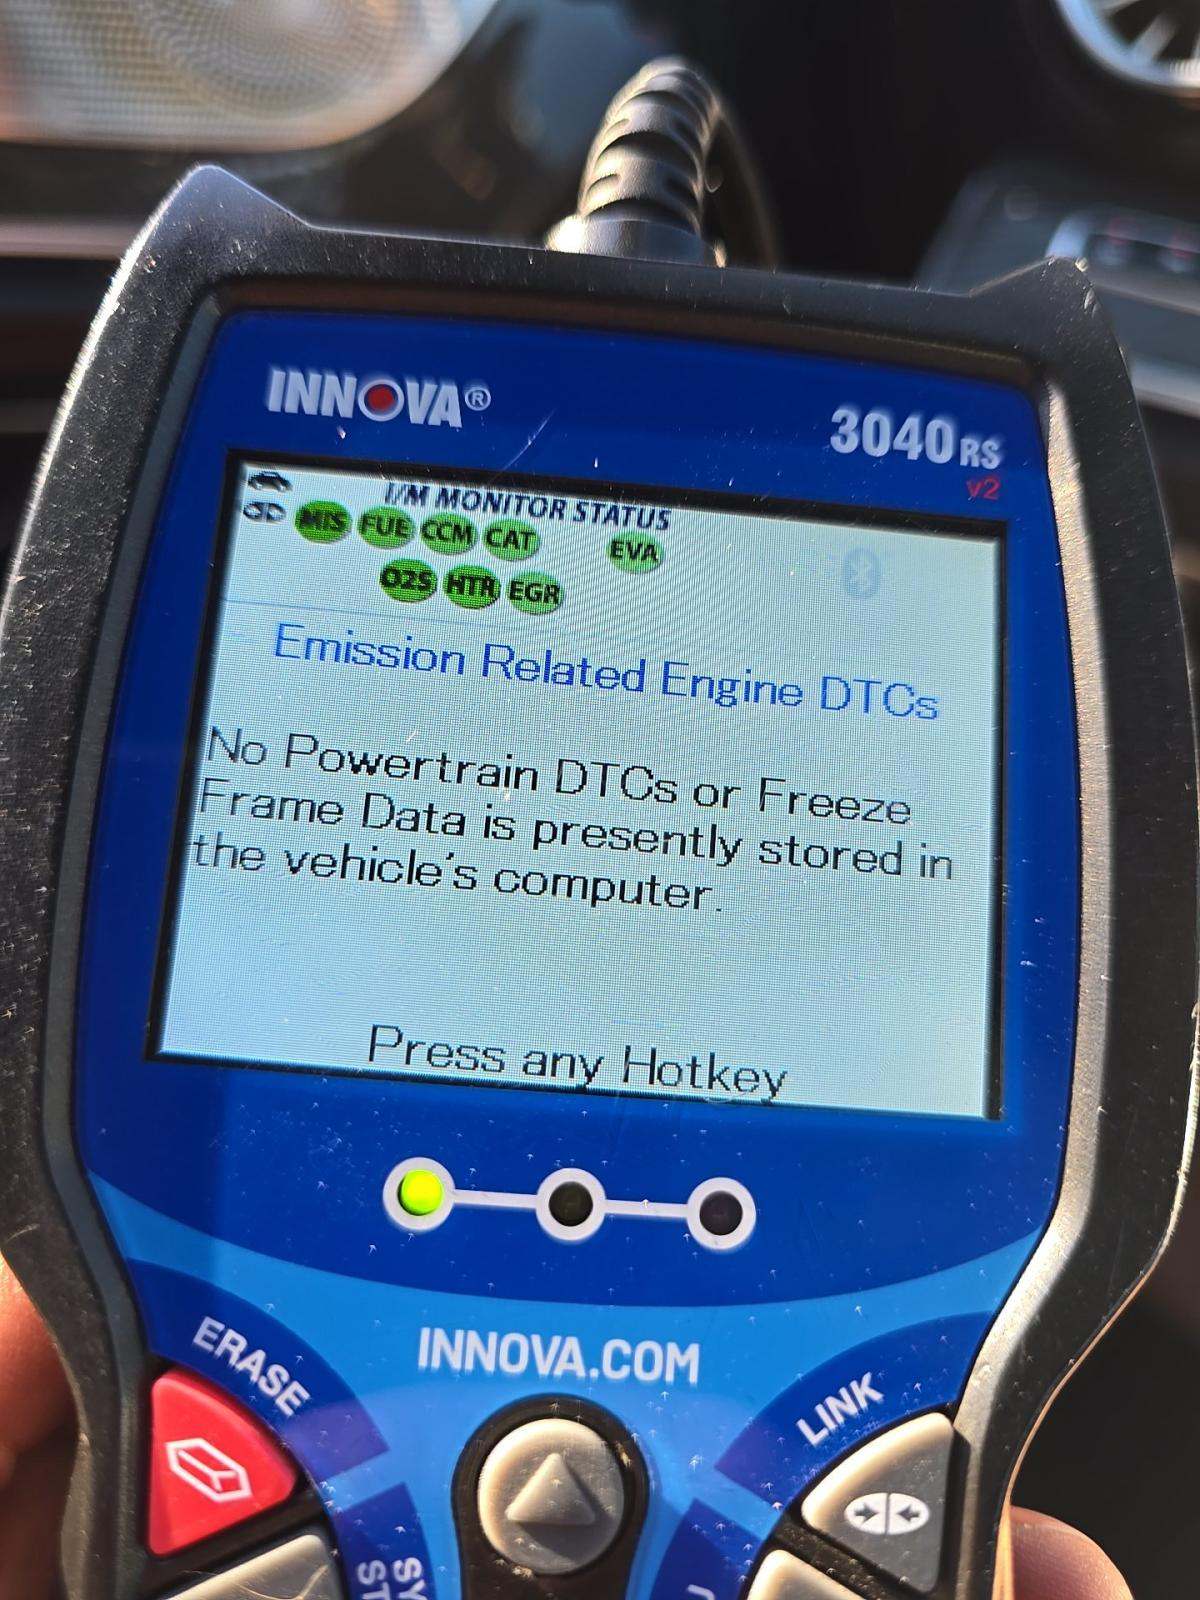 INNOVA®
3040RS
v2
I/M MONITOR STATUS
MIS FUE CCM CAT EVA
O2S HTR EGR
Emission Related Engine DTCs
No Powertrain DTCs or Freeze
Frame Data is presently stored in
the vehicle's computer.
Press any Hotkey
INNOVA.COM
ERASE
LINK
SY
ST